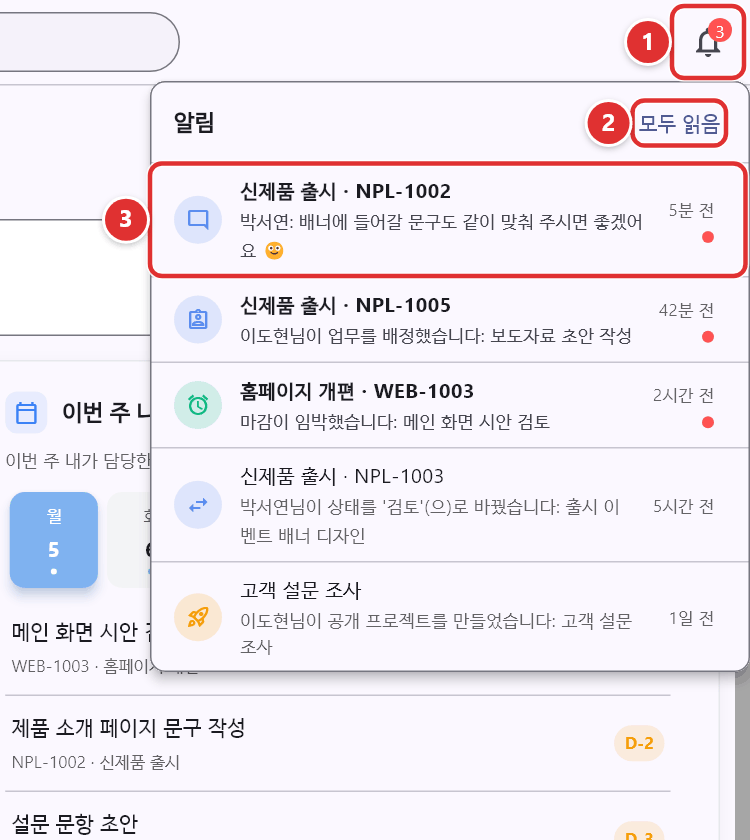 1
3
알림
2
모두 읽음
3
신제품 출시 · NPL-1002
박서연: 배너에 들어갈 문구도 같이 맞춰 주시면 좋겠어
요 🙂
5분 전
신제품 출시 · NPL-1005
이도현님이 업무를 배정했습니다: 보도자료 초안 작성
42분 전
홈페이지 개편 · WEB-1003
마감이 임박했습니다: 메인 화면 시안 검토
2시간 전
신제품 출시 · NPL-1003
박서연님이 상태를 '검토'(으)로 바꿨습니다: 출시 이
벤트 배너 디자인
5시간 전
고객 설문 조사
이도현님이 공개 프로젝트를 만들었습니다: 고객 설문
조사
1일 전
이번 주
이번 주 내가 담당한
월
5
메인 화면 시안
WEB-1003 · 홈페이지
제품 소개 페이지 문구 작성
NPL-1002 · 신제품 출시
D-2
설문 문항 초안
D-3